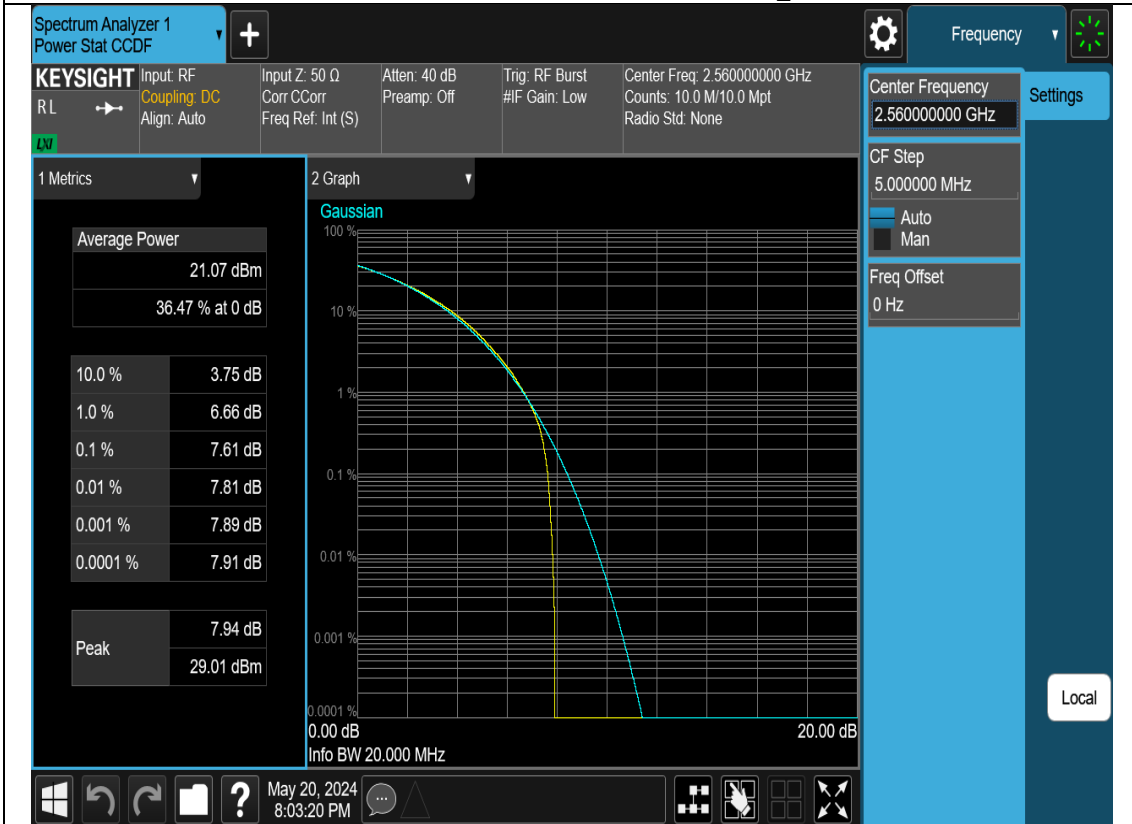 Spectrum Analyzer 1
Power Stat CCDF
Frequency
KEYSIGHT
R L
LXI
Input: RF
Coupling: DC
Align: Auto
Input Z: 50 Ω
Corr CCorr
Freq Ref: Int (S)
Atten: 40 dB
Preamp: Off
Trig: RF Burst
#IF Gain: Low
Center Freq: 2.560000000 GHz
Counts: 10.0 M/10.0 Mpt
Radio Std: None
Center Frequency
2.560000000 GHz
Settings
CF Step
5.000000 MHz
Auto
Man
Freq Offset
0 Hz
1 Metrics
Average Power
21.07 dBm
36.47 % at 0 dB
10.0 % 3.75 dB
1.0 % 6.66 dB
0.1 % 7.61 dB
0.01 % 7.81 dB
0.001 % 7.89 dB
0.0001 % 7.91 dB
Peak
7.94 dB
29.01 dBm
2 Graph
Gaussian
100 %
10 %
1 %
0.1 %
0.01 %
0.001 %
0.0001 %
0.00 dB 20.00 dB
Info BW 20.000 MHz
Local
?
May 20, 2024
8:03:20 PM